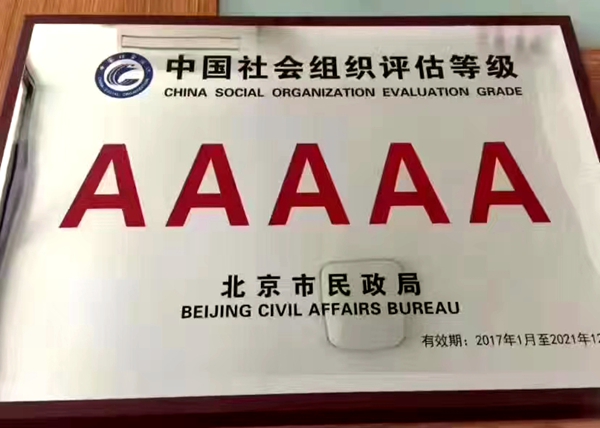 中国社会组织评估等级
CHINA SOCIAL ORGANIZATION EVALUATION GRADE
AAAAA
北京市民政局
BEIJING CIVIL AFFAIRS BUREAU
有效期：2017年1月至2021年12